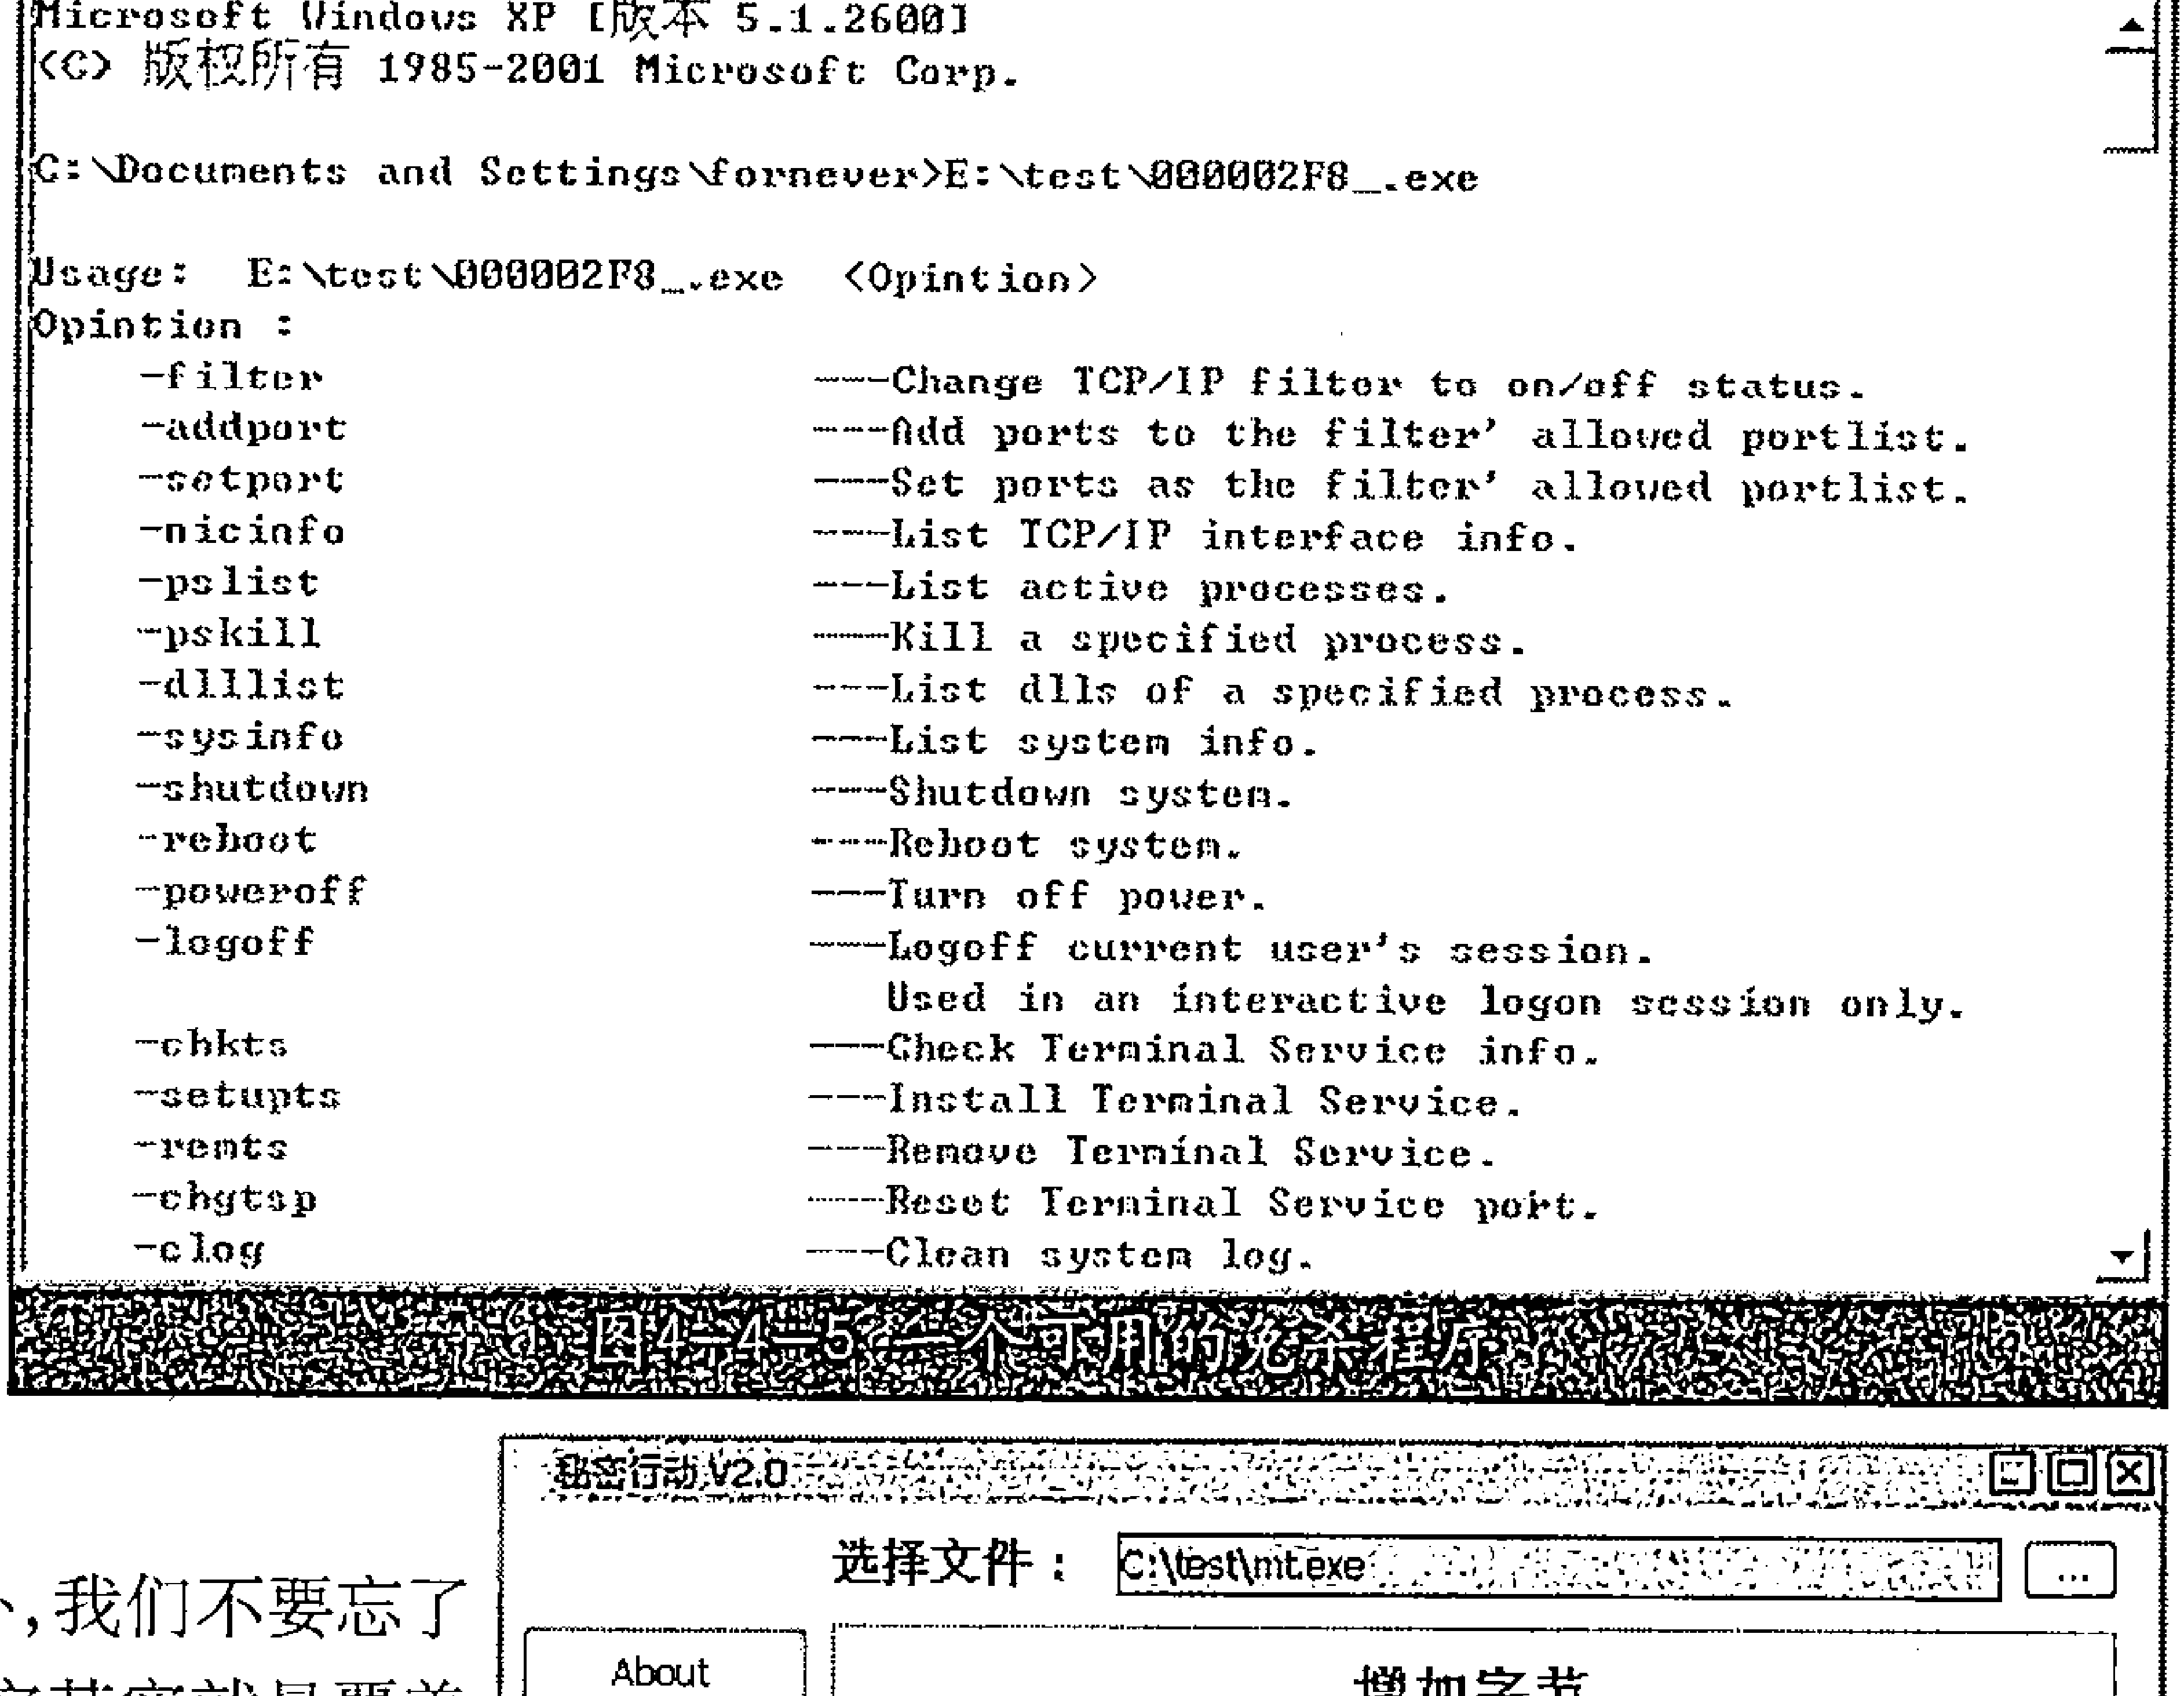 Microsoft Windows XP [版本 5.1.2600]
(C) 版权所有 1985-2001 Microsoft Corp.
C:\Documents and Settings\fornever>E:\test\000002F8_.exe
Usage: E:\test\000002F8_.exe <Opintion>
Opintion :
-filter ---Change TCP/IP filter to on/off status.
-addport ---Add ports to the filter' allowed portlist.
-setport ---Set ports as the filter' allowed portlist.
-nicinfo ---List TCP/IP interface info.
-pslist ---List active processes.
-pskill ---Kill a specified process.
-dlllist ---List dlls of a specified process.
-sysinfo ---List system info.
-shutdown ---Shutdown system.
-reboot ---Reboot system.
-poweroff ---Turn off power.
-logoff ---Logoff current user's session.
Used in an interactive logon session only.
-chkts ---Check Terminal Service info.
-setupts ---Install Terminal Service.
-remts ---Remove Terminal Service.
-chgtsp ---Reset Terminal Service port.
-clog ---Clean system log.
图4-4-5 一个可用的免杀程序
秘密行动 V2.0
选择文件： C:\test\mt.exe ...
,我们不要忘了
About
增加字节